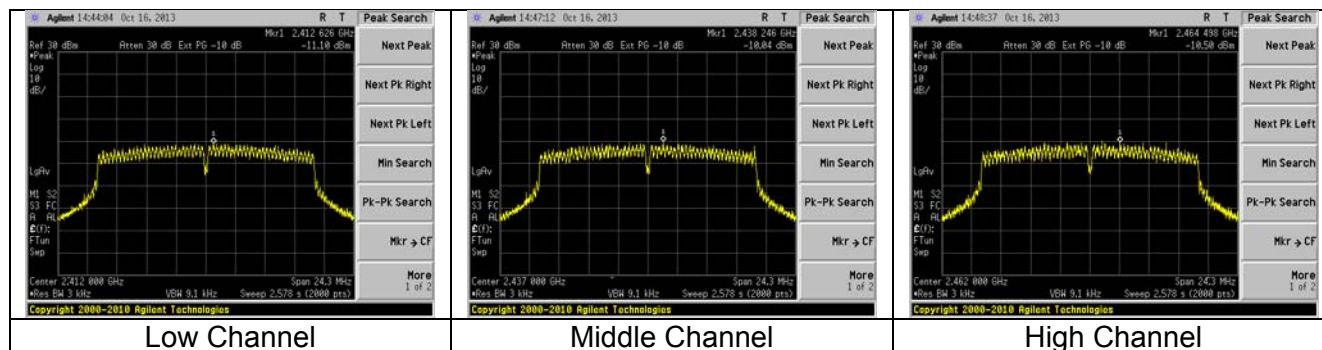 Agilent 14:44:04 Oct 16, 2013 R T
Mkr1 2.412 626 GHz
Ref 30 dBm Atten 30 dB Ext PG -10 dB -11.10 dBm
*Peak
Log
10
dB/
1
LgAv
M1 S2
S3 FC
A AL
£(f):
FTun
Swp
Center 2.412 000 GHz Span 24.3 MHz
*Res BW 3 kHz VBW 9.1 kHz Sweep 2.578 s (2000 pts)
Copyright 2000-2010 Agilent Technologies
Peak Search
Next Peak
Next Pk Right
Next Pk Left
Min Search
Pk-Pk Search
Mkr → CF
More
1 of 2
Low Channel
Agilent 14:47:12 Oct 16, 2013 R T
Mkr1 2.438 246 GHz
Ref 30 dBm Atten 30 dB Ext PG -10 dB -10.04 dBm
*Peak
Log
10
dB/
1
LgAv
M1 S2
S3 FC
A AL
£(f):
FTun
Swp
Center 2.437 000 GHz Span 24.3 MHz
*Res BW 3 kHz VBW 9.1 kHz Sweep 2.578 s (2000 pts)
Copyright 2000-2010 Agilent Technologies
Peak Search
Next Peak
Next Pk Right
Next Pk Left
Min Search
Pk-Pk Search
Mkr → CF
More
1 of 2
Middle Channel
Agilent 14:48:37 Oct 16, 2013 R T
Mkr1 2.464 498 GHz
Ref 30 dBm Atten 30 dB Ext PG -10 dB -10.50 dBm
*Peak
Log
10
dB/
1
LgAv
M1 S2
S3 FC
A AL
£(f):
FTun
Swp
Center 2.462 000 GHz Span 24.3 MHz
*Res BW 3 kHz VBW 9.1 kHz Sweep 2.578 s (2000 pts)
Copyright 2000-2010 Agilent Technologies
Peak Search
Next Peak
Next Pk Right
Next Pk Left
Min Search
Pk-Pk Search
Mkr → CF
More
1 of 2
High Channel